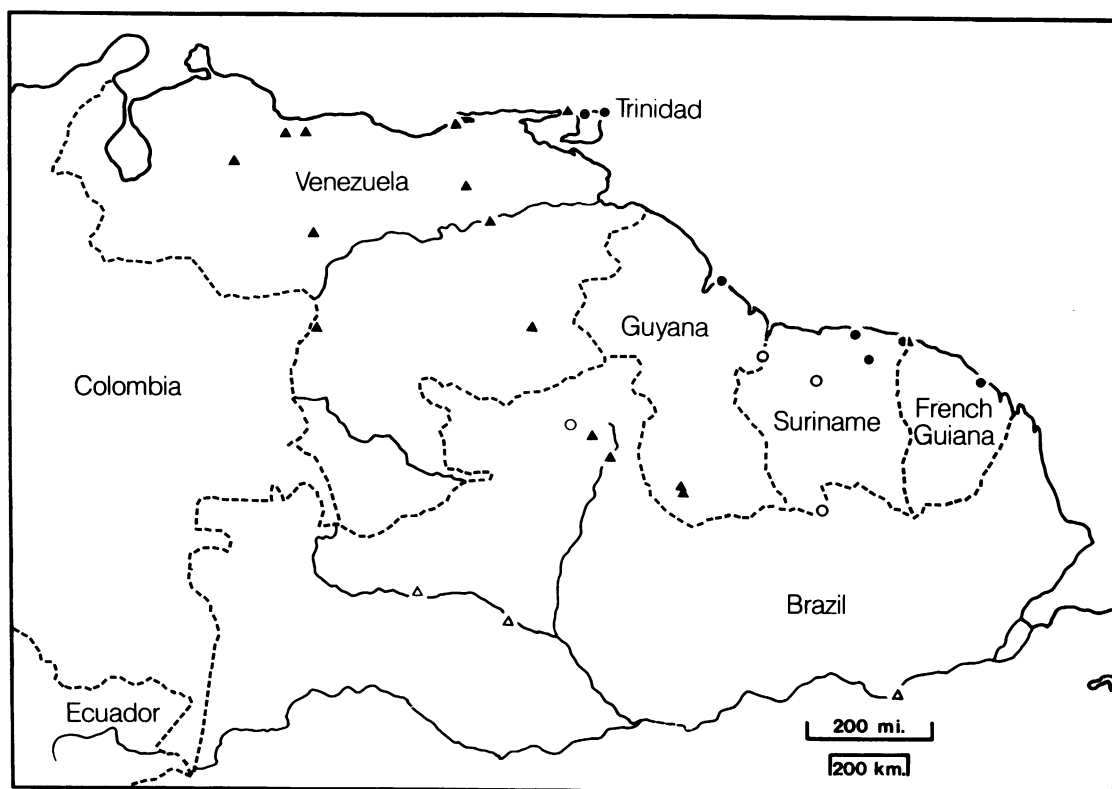 Trinidad
Venezuela
Guyana
Colombia
Suriname
French
Guiana
Brazil
Ecuador
200 mi.
200 km.